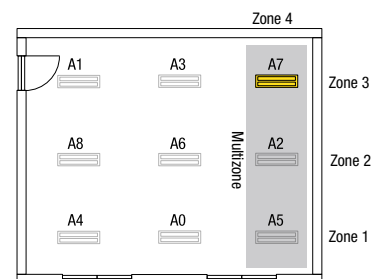 Zone 4
A1 A3 A7
Zone 3
A8 A6 A2
Multizone
Zone 2
A4 A0 A5
Zone 1